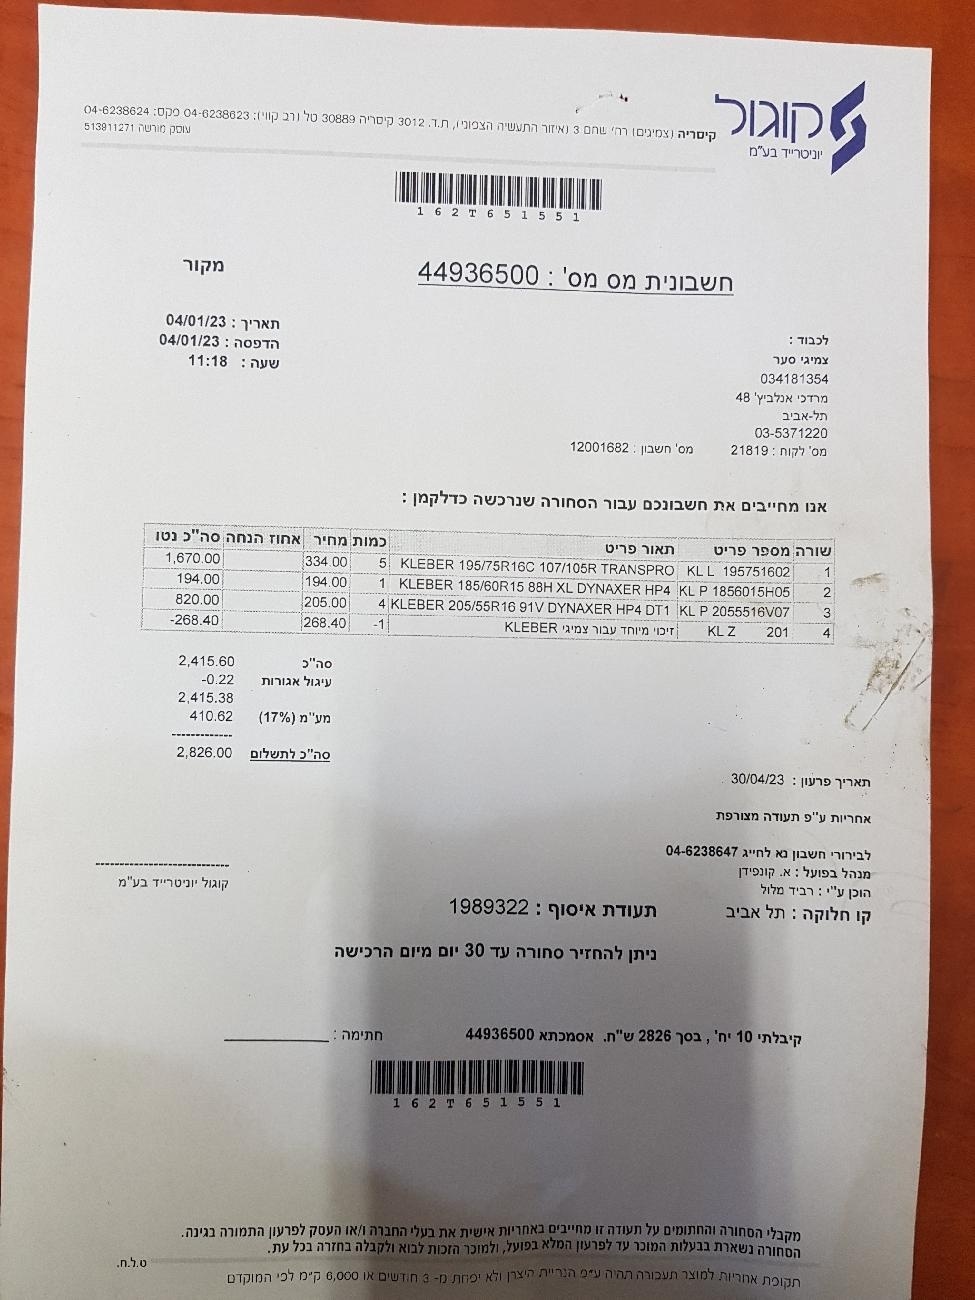 קוגול
יוניטרייד בע"מ
קיסריה (צמיגים) רח' שחם 3 (איזור התעשיה הצפוני), ת.ד. 3012 קיסריה 30889 טל (רב קווי): 04-6238623 פקס: 04-6238624
עוסק מורשה 513911271
162T651551
מקור
חשבונית מס מס' : 44936500
תאריך : 04/01/23
הדפסה : 04/01/23
שעה : 11:18
לכבוד :
צמיגי סער
034181354
מרדכי אנלביץ' 48
תל-אביב
03-5371220
מס' לקוח : 21819 מס' חשבון : 12001682
אנו מחייבים את חשבונכם עבור הסחורה שנרכשה כדלקמן :
שורה מספר פריט תאור פריט כמות מחיר אחוז הנחה סה"כ נטו
1 KL L 195751602 KLEBER 195/75R16C 107/105R TRANSPRO 5 334.00 1,670.00
2 KL P 1856015H05 KLEBER 185/60R15 88H XL DYNAXER HP4 1 194.00 194.00
3 KL P 2055516V07 KLEBER 205/55R16 91V DYNAXER HP4 DT1 4 205.00 820.00
4 KL Z 201 זיכוי מיוחד עבור צמיגי KLEBER -1 268.40 -268.40
סה"כ 2,415.60
עיגול אגורות -0.22
2,415.38
מע"מ (17%) 410.62
-------------
סה"כ לתשלום 2,826.00
תאריך פרעון : 30/04/23
אחריות ע"פ תעודה מצורפת
לבירורי חשבון נא לחייג 04-6238647
מנהל בפועל : א. קונפידן
הוכן ע"י : רביד מלול
קו חלוקה : תל אביב תעודת איסוף : 1989322
----------------------------
קוגול יוניטרייד בע"מ
ניתן להחזיר סחורה עד 30 יום מיום הרכישה
קיבלתי 10 יח' , בסך 2826 ש"ח. אסמכתא 44936500 חתימה : _____________
162T651551
מקבלי הסחורה והחתומים על תעודה זו מחייבים באחריות אישית את בעלי החברה ו/או העסק לפרעון התמורה בגינה.
הסחורה נשארת בבעלות המוכר עד לפרעון המלא בפועל, ולמוכר הזכות לבוא ולקבלה בחזרה בכל עת.
ט.ל.ח.
תקופת אחריות למוצר תעבורה תהיה ע"פ הנריית היצרן ולא יפחת מ- 3 חודשים או 6,000 ק"מ לפי המוקדם